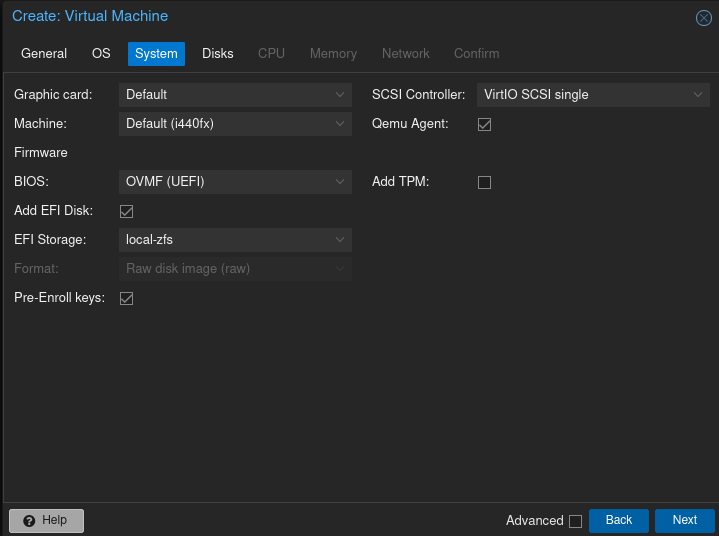 Create: Virtual Machine
General OS System Disks CPU Memory Network Confirm
Graphic card: Default SCSI Controller: VirtIO SCSI single
Machine: Default (i440fx) Qemu Agent:
Firmware
BIOS: OVMF (UEFI) Add TPM:
Add EFI Disk:
EFI Storage: local-zfs
Format: Raw disk image (raw)
Pre-Enroll keys:
? Help Advanced Back Next